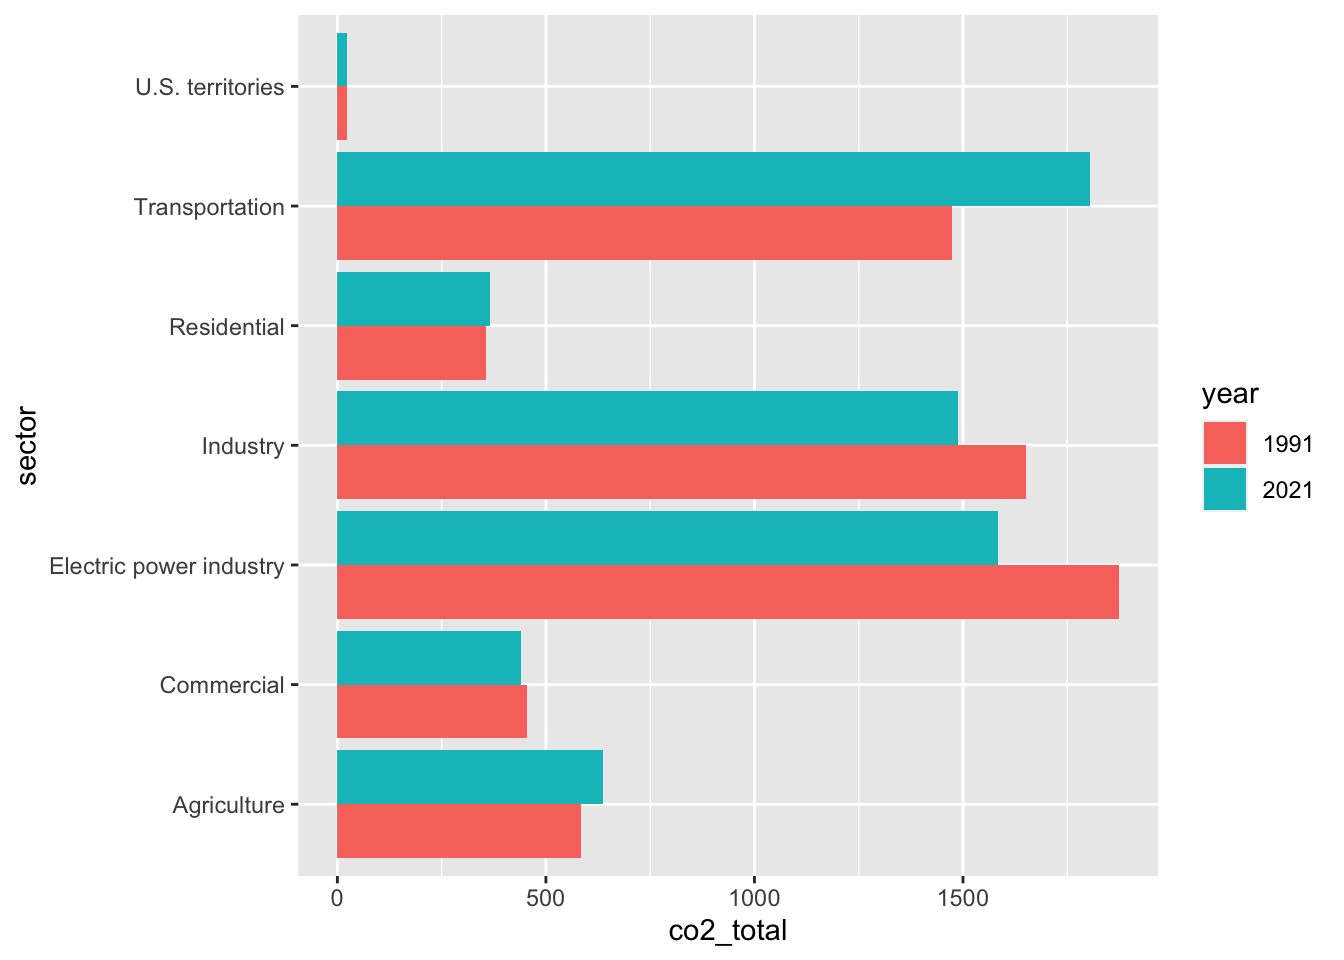 sector
U.S. territories
Transportation
Residential
Industry
Electric power industry
Commercial
Agriculture
0 500 1000 1500
co2_total
year
1991
2021